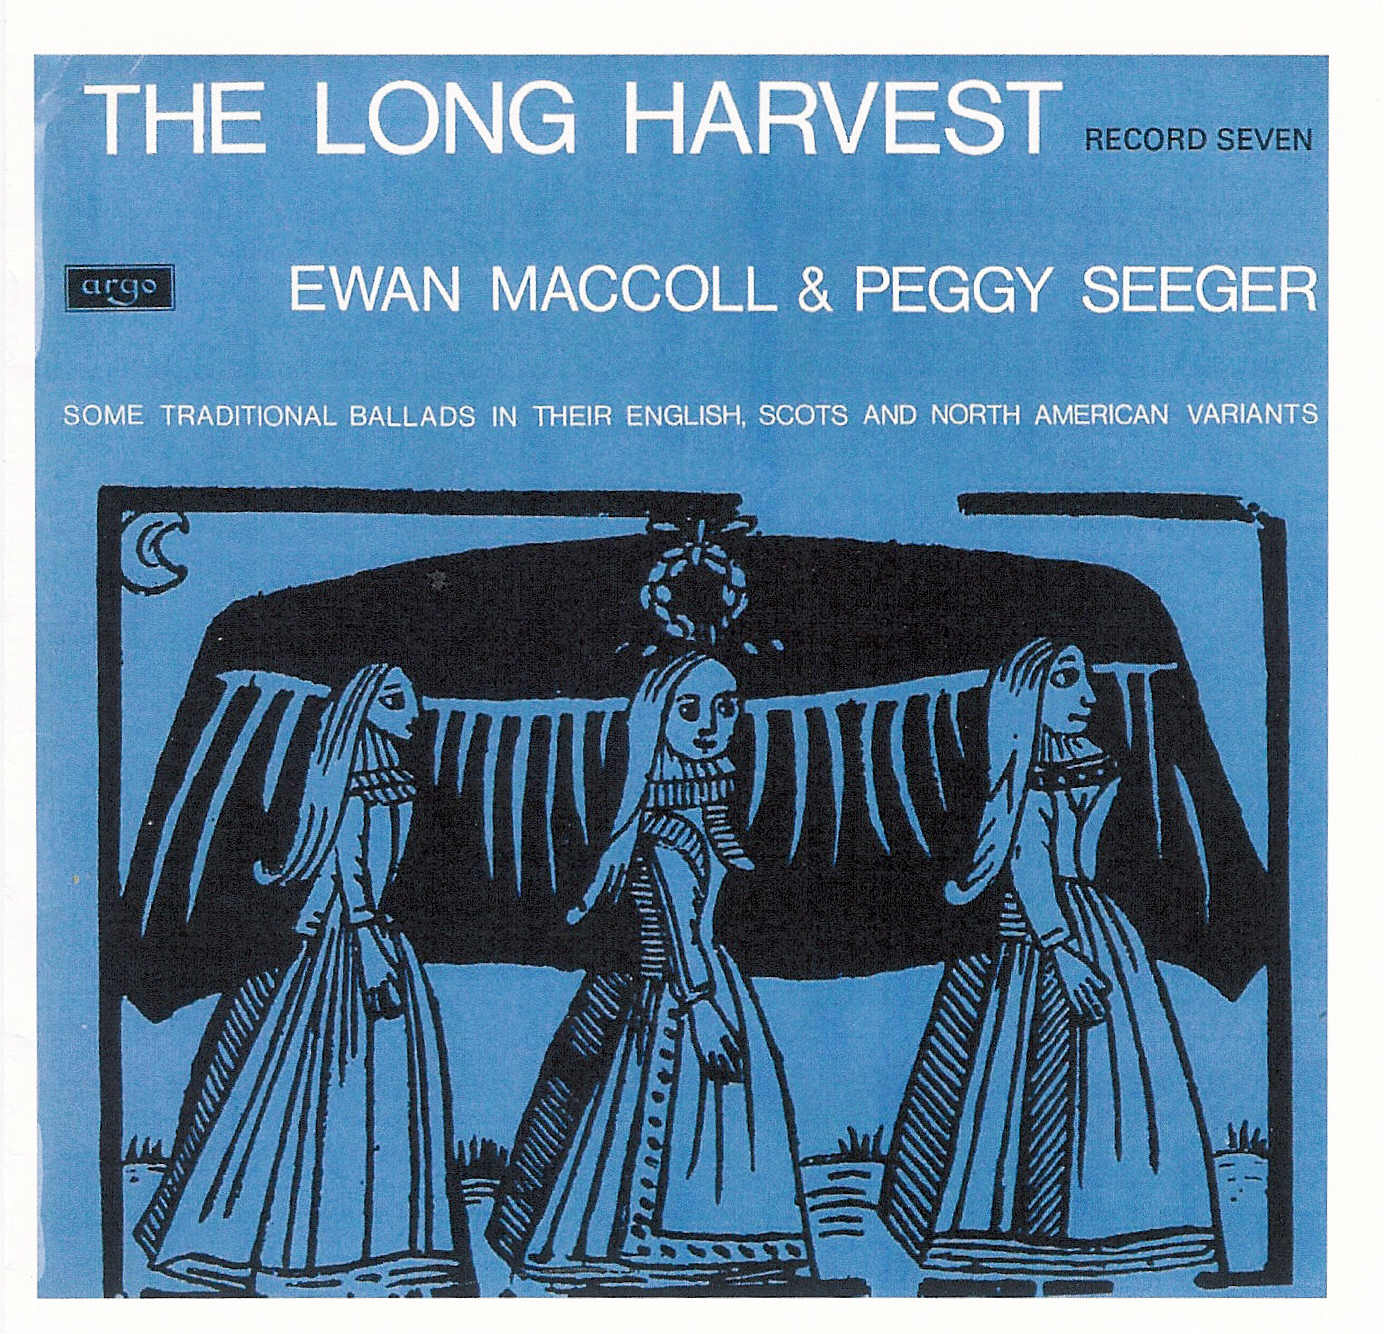 THE LONG HARVEST RECORD SEVEN
argo
EWAN MACCOLL & PEGGY SEEGER
SOME TRADITIONAL BALLADS IN THEIR ENGLISH, SCOTS AND NORTH AMERICAN VARIANTS